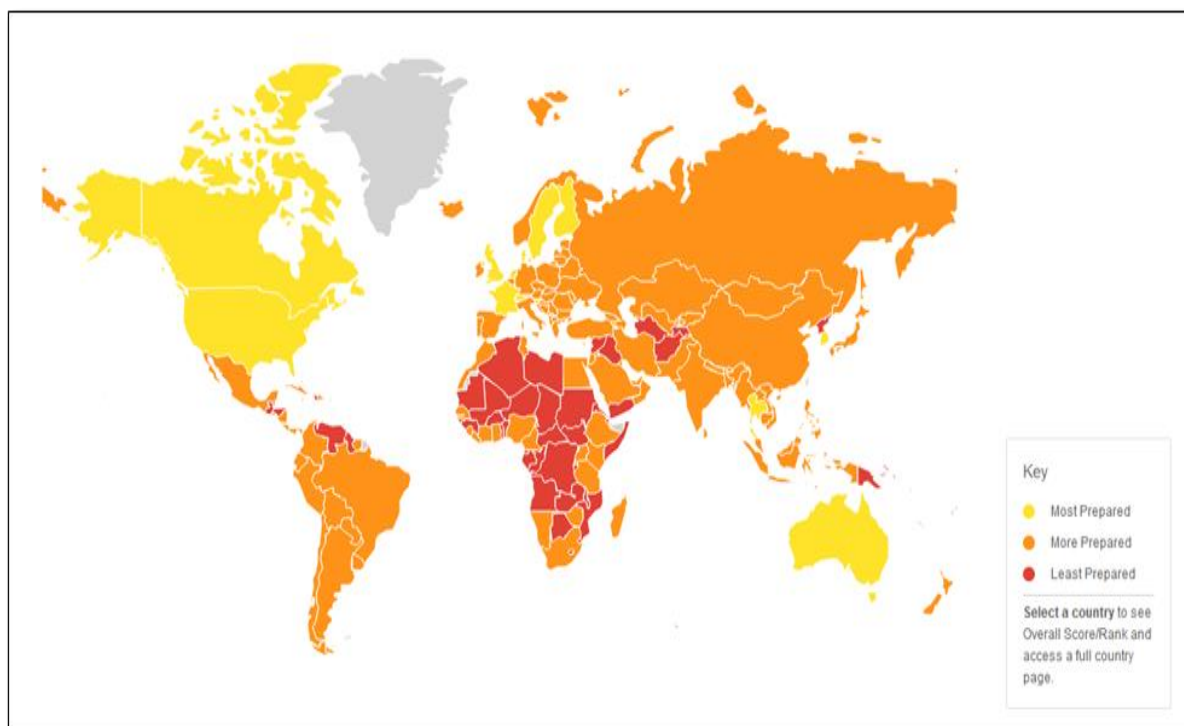 Key
Most Prepared
More Prepared
Least Prepared
Select a country to see
Overall Score/Rank and
access a full country
page.